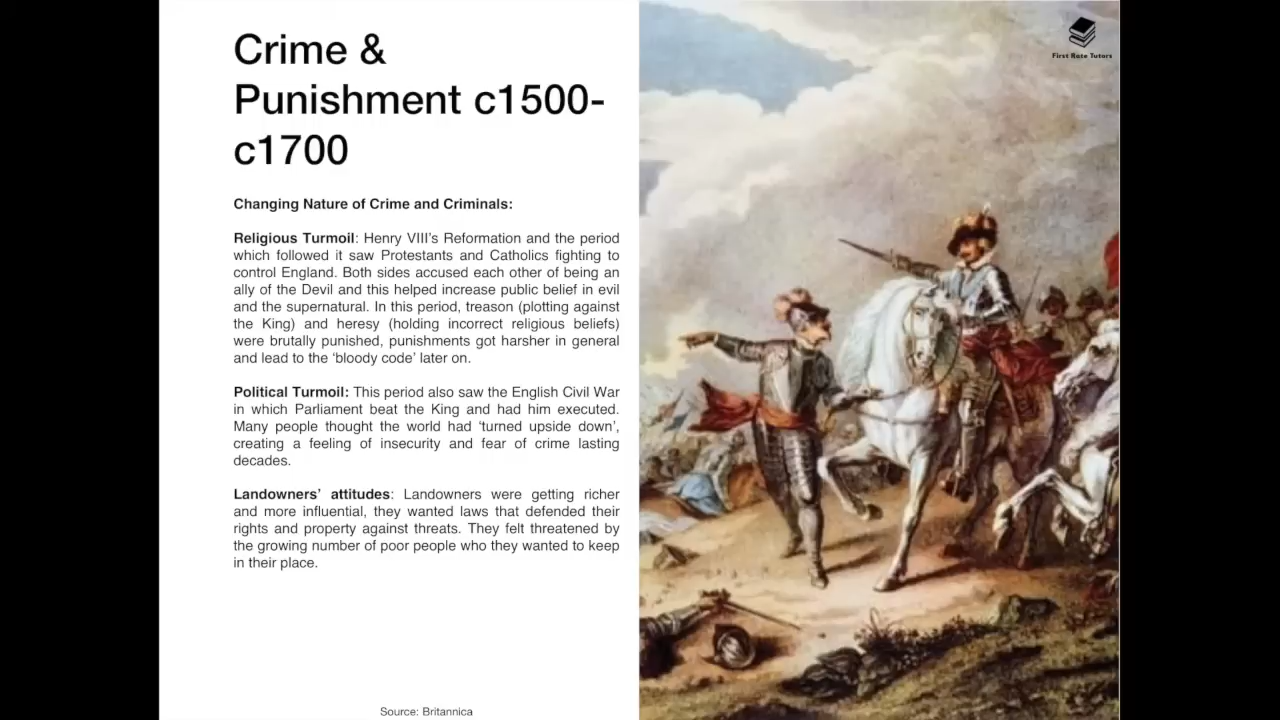 Crime &
Punishment c1500-
c1700
Changing Nature of Crime and Criminals:
Religious Turmoil: Henry VIII's Reformation and the period
which followed it saw Protestants and Catholics fighting to
control England. Both sides accused each other of being an
ally of the Devil and this helped increase public belief in evil
and the supernatural. In this period, treason (plotting against
the King) and heresy (holding incorrect religious beliefs)
were brutally punished, punishments got harsher in general
and lead to the ‘bloody code’ later on.
Political Turmoil: This period also saw the English Civil War
in which Parliament beat the King and had him executed.
Many people thought the world had ‘turned upside down’,
creating a feeling of insecurity and fear of crime lasting
decades.
Landowners’ attitudes: Landowners were getting richer
and more influential, they wanted laws that defended their
rights and property against threats. They felt threatened by
the growing number of poor people who they wanted to keep
in their place.
Source: Britannica
First Rate Tutors